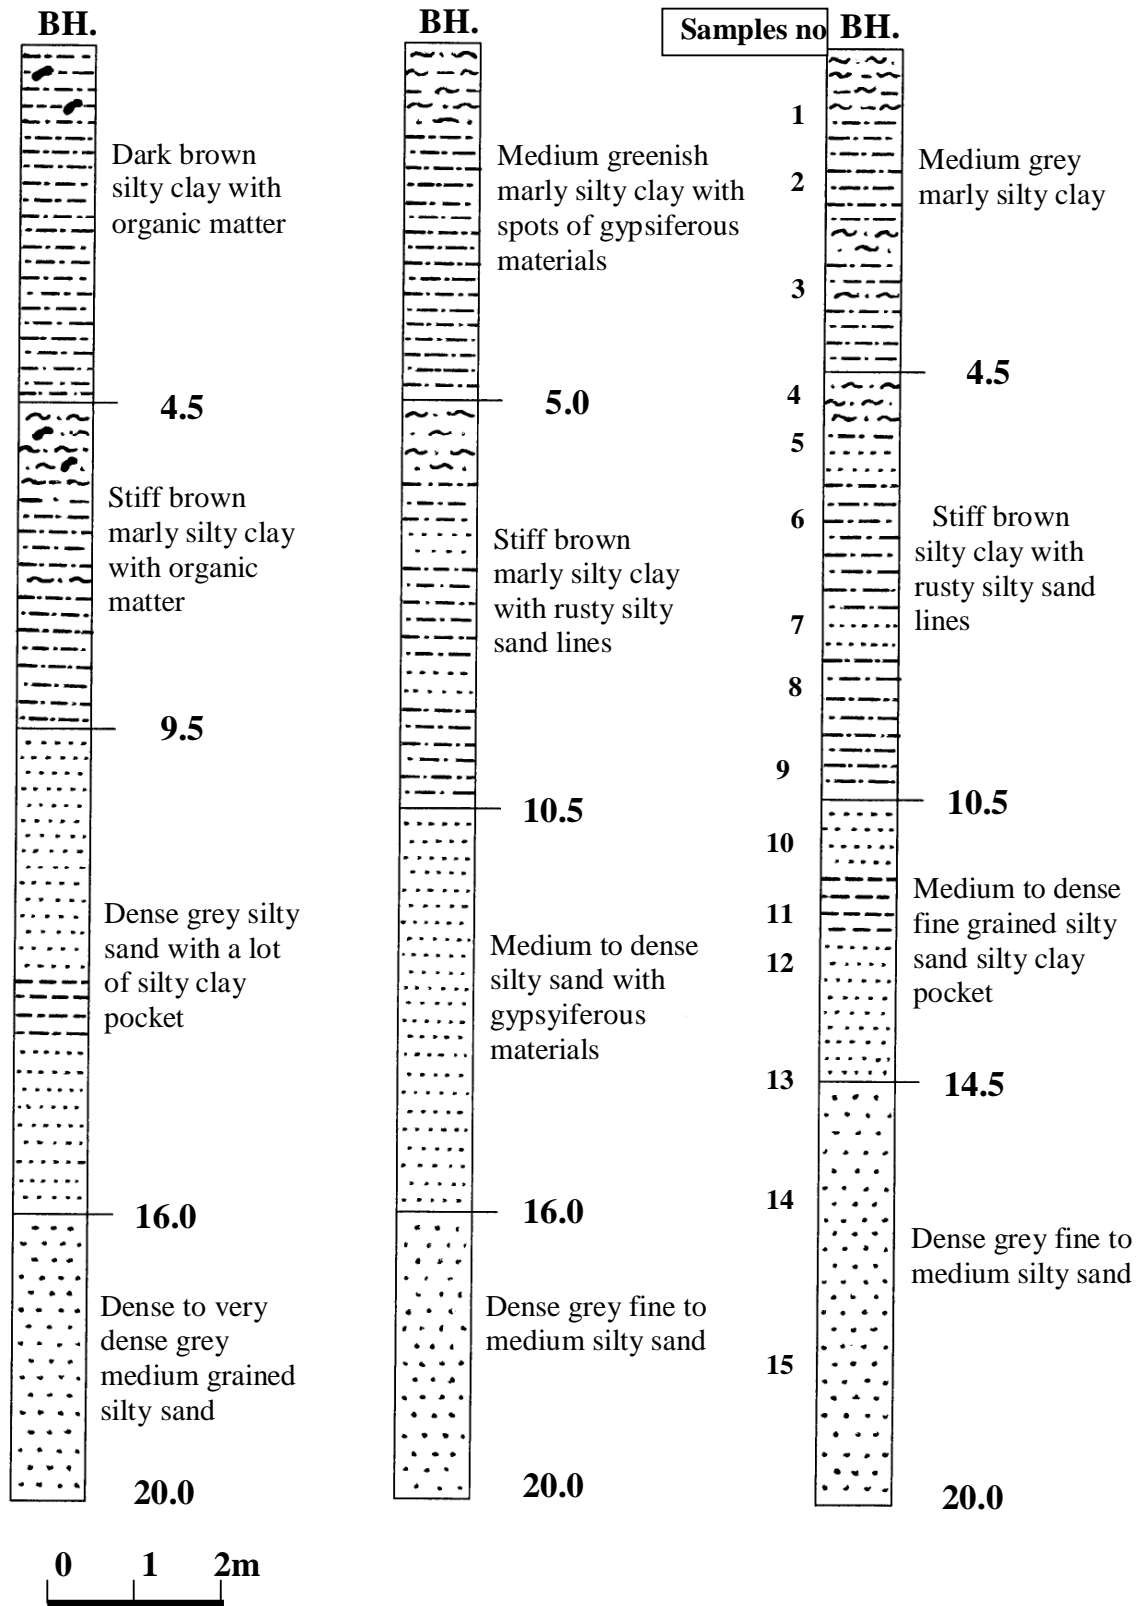 BH.
Dark brown
silty clay with
organic matter
4.5
Stiff brown
marly silty clay
with organic
matter
9.5
Dense grey silty
sand with a lot
of silty clay
pocket
16.0
Dense to very
dense grey
medium grained
silty sand
20.0
BH.
Medium greenish
marly silty clay with
spots of gypsiferous
materials
5.0
Stiff brown
marly silty clay
with rusty silty
sand lines
10.5
Medium to dense
silty sand with
gypsyiferous
materials
16.0
Dense grey fine to
medium silty sand
20.0
Samples no
1
2
3
4
5
6
7
8
9
10
11
12
13
14
15
BH.
Medium grey
marly silty clay
4.5
Stiff brown
silty clay with
rusty silty sand
lines
10.5
Medium to dense
fine grained silty
sand silty clay
pocket
14.5
Dense grey fine to
medium silty sand
20.0
0 1 2m